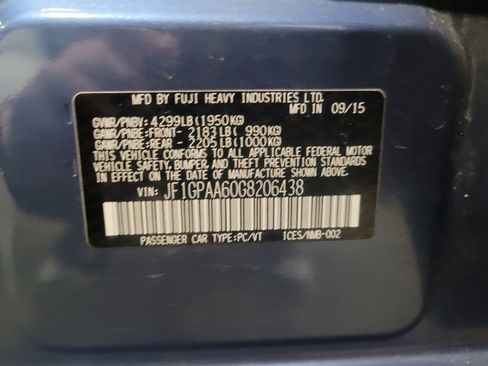 MFD BY FUJI HEAVY INDUSTRIES LTD.
IN 09/15
GVWR/PNBV: 4299LB(1950KG)
GAWR/PNBE:FRONT- 2183LB( 990KG)
GAWR/PNBE:REAR - 2205LB(1000KG)
THIS VEHICLE CONFORMS TO ALL APPLICABLE FEDERAL MOTOR
VEHICLE SAFETY, BUMPER, AND THEFT PREVENTION STANDARDS
IN EFFECT ON THE DATE OF MANUFACTURE SHOWN ABOVE.
VIN: JF1GPAA60G8206438
PASSENGER CAR TYPE:PC/VT ICES/NMB-002